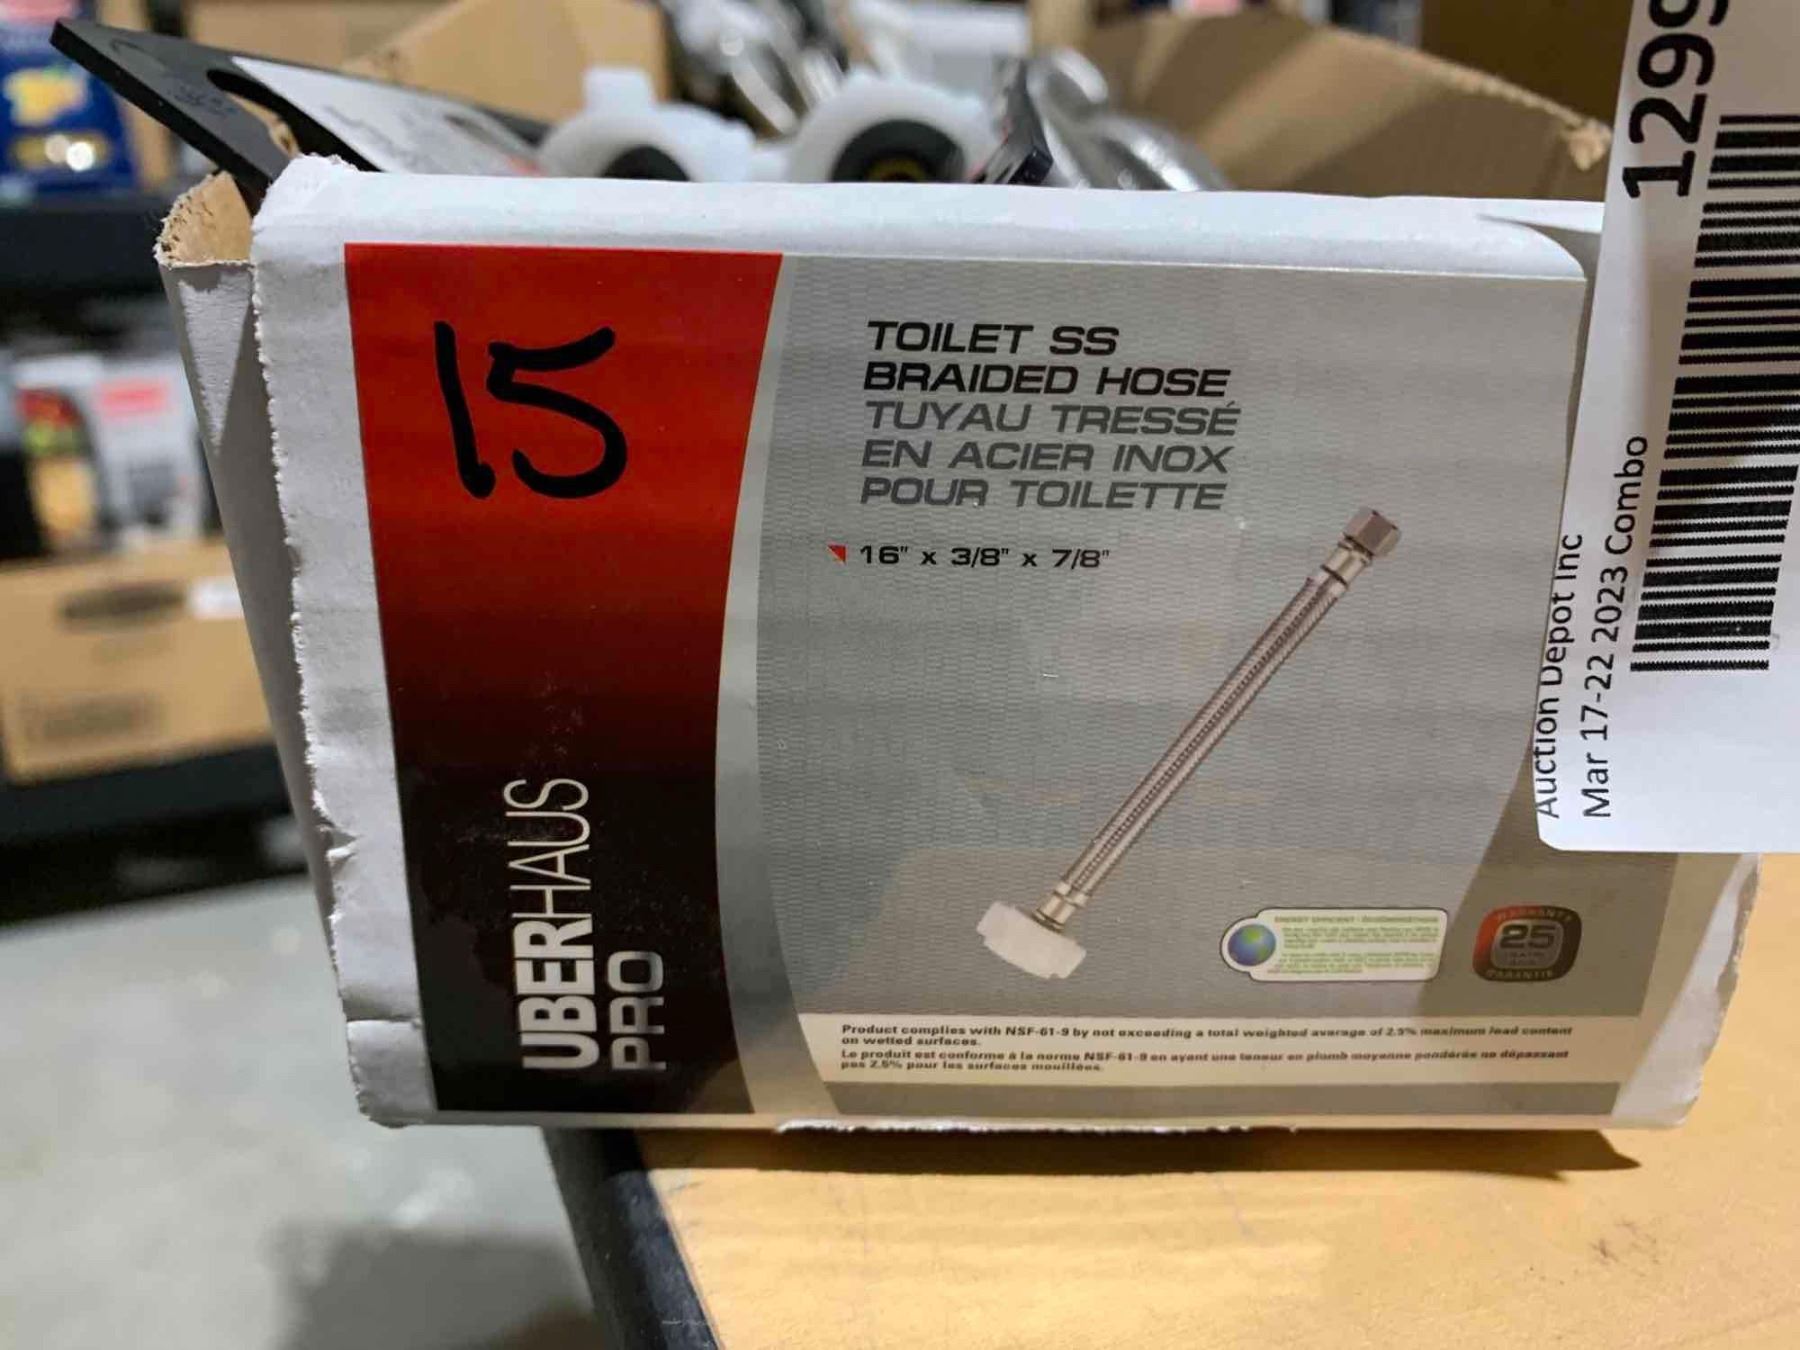 15
UBERHAUS
PRO
TOILET SS
BRAIDED HOSE
TUYAU TRESSÉ
EN ACIER INOX
POUR TOILETTE
16" x 3/8" x 7/8"
ENERGY EFFICIENT
WARRANTY
25
GARANTIE
Product complies with NSF-61-9 by not exceeding a total weighted average of 2.5% maximum lead content
on wetted surfaces.
Le produit est conforme à la norme NSF-61-9 en ayant une teneur en plomb moyenne pondérée ne dépassant
pas 2.5% pour les surfaces mouillées.
Auction Depot Inc
Mar 17-22 2023 Combo
1299